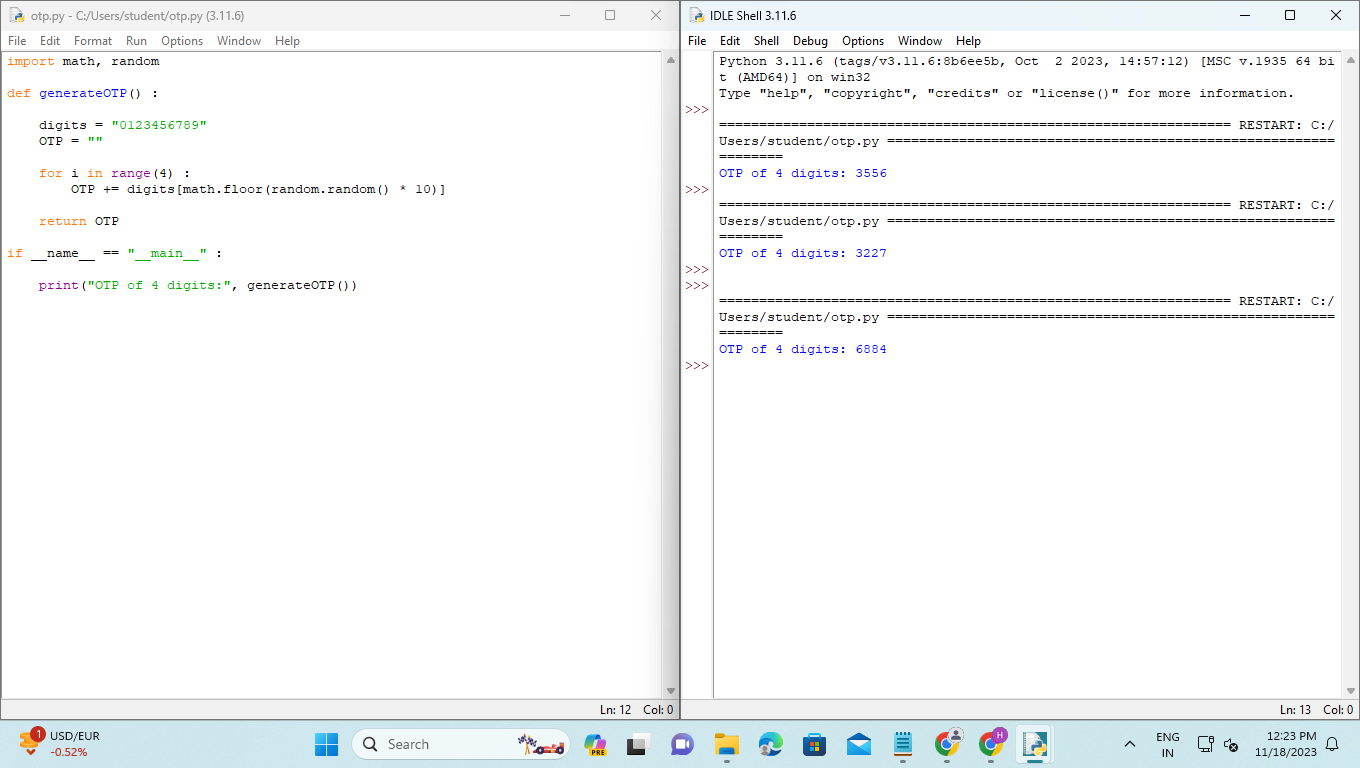 otp.py - C:/Users/student/otp.py (3.11.6)
File Edit Format Run Options Window Help
import math, random
def generateOTP() :
    digits = "0123456789"
    OTP = ""
    for i in range(4) :
        OTP += digits[math.floor(random.random() * 10)]
    return OTP
if __name__ == "__main__" :
    print("OTP of 4 digits:", generateOTP())
Ln: 12 Col: 0
IDLE Shell 3.11.6
File Edit Shell Debug Options Window Help
Python 3.11.6 (tags/v3.11.6:8b6ee5b, Oct  2 2023, 14:57:12) [MSC v.1935 64 bi
t (AMD64)] on win32
Type "help", "copyright", "credits" or "license()" for more information.
>>>
================================================================ RESTART: C:/
Users/student/otp.py ========================================================
========
OTP of 4 digits: 3556
>>>
================================================================ RESTART: C:/
Users/student/otp.py ========================================================
========
OTP of 4 digits: 3227
>>>
>>>
================================================================ RESTART: C:/
Users/student/otp.py ========================================================
========
OTP of 4 digits: 6884
>>>
Ln: 13 Col: 0
1
USD/EUR
-0.52%
Search
PRE
H
ENG
IN
12:23 PM
11/18/2023